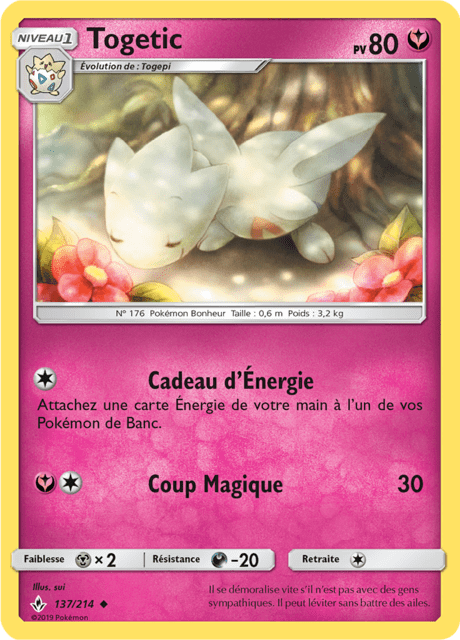 NIVEAU 1
Togetic
PV 80
Évolution de : Togepi
N° 176 Pokémon Bonheur Taille : 0,6 m Poids : 3,2 kg
Cadeau d'Énergie
Attachez une carte Énergie de votre main à l'un de vos
Pokémon de Banc.
Coup Magique 30
Faiblesse × 2 Résistance -20 Retraite
Illus. sui
137/214
©2019 Pokémon
Il se démoralise vite s'il n'est pas avec des gens
sympathiques. Il peut léviter sans battre des ailes.